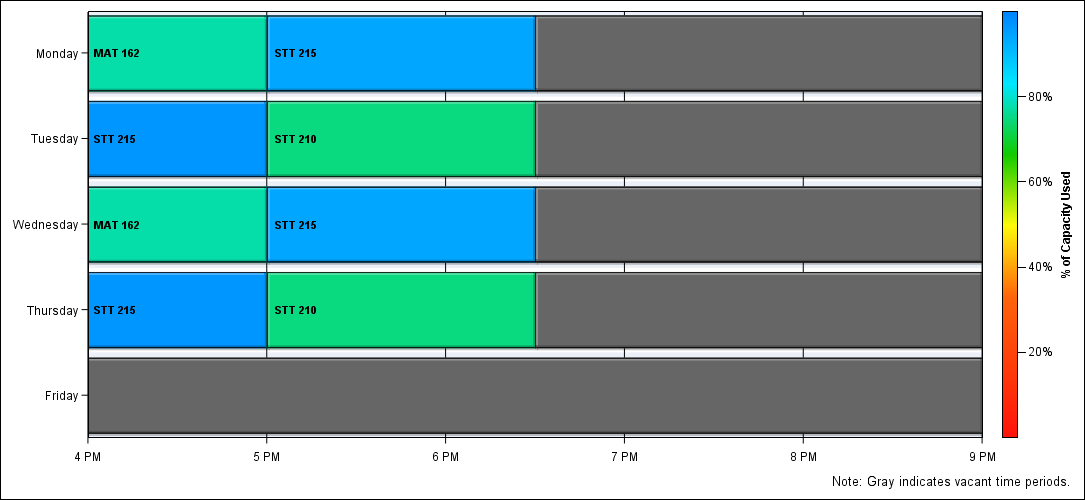 Monday
MAT 162
STT 215
Tuesday
STT 215
STT 210
Wednesday
MAT 162
STT 215
Thursday
STT 215
STT 210
Friday
4 PM
5 PM
6 PM
7 PM
8 PM
9 PM
80%
60%
40%
20%
% of Capacity Used
Note: Gray indicates vacant time periods.